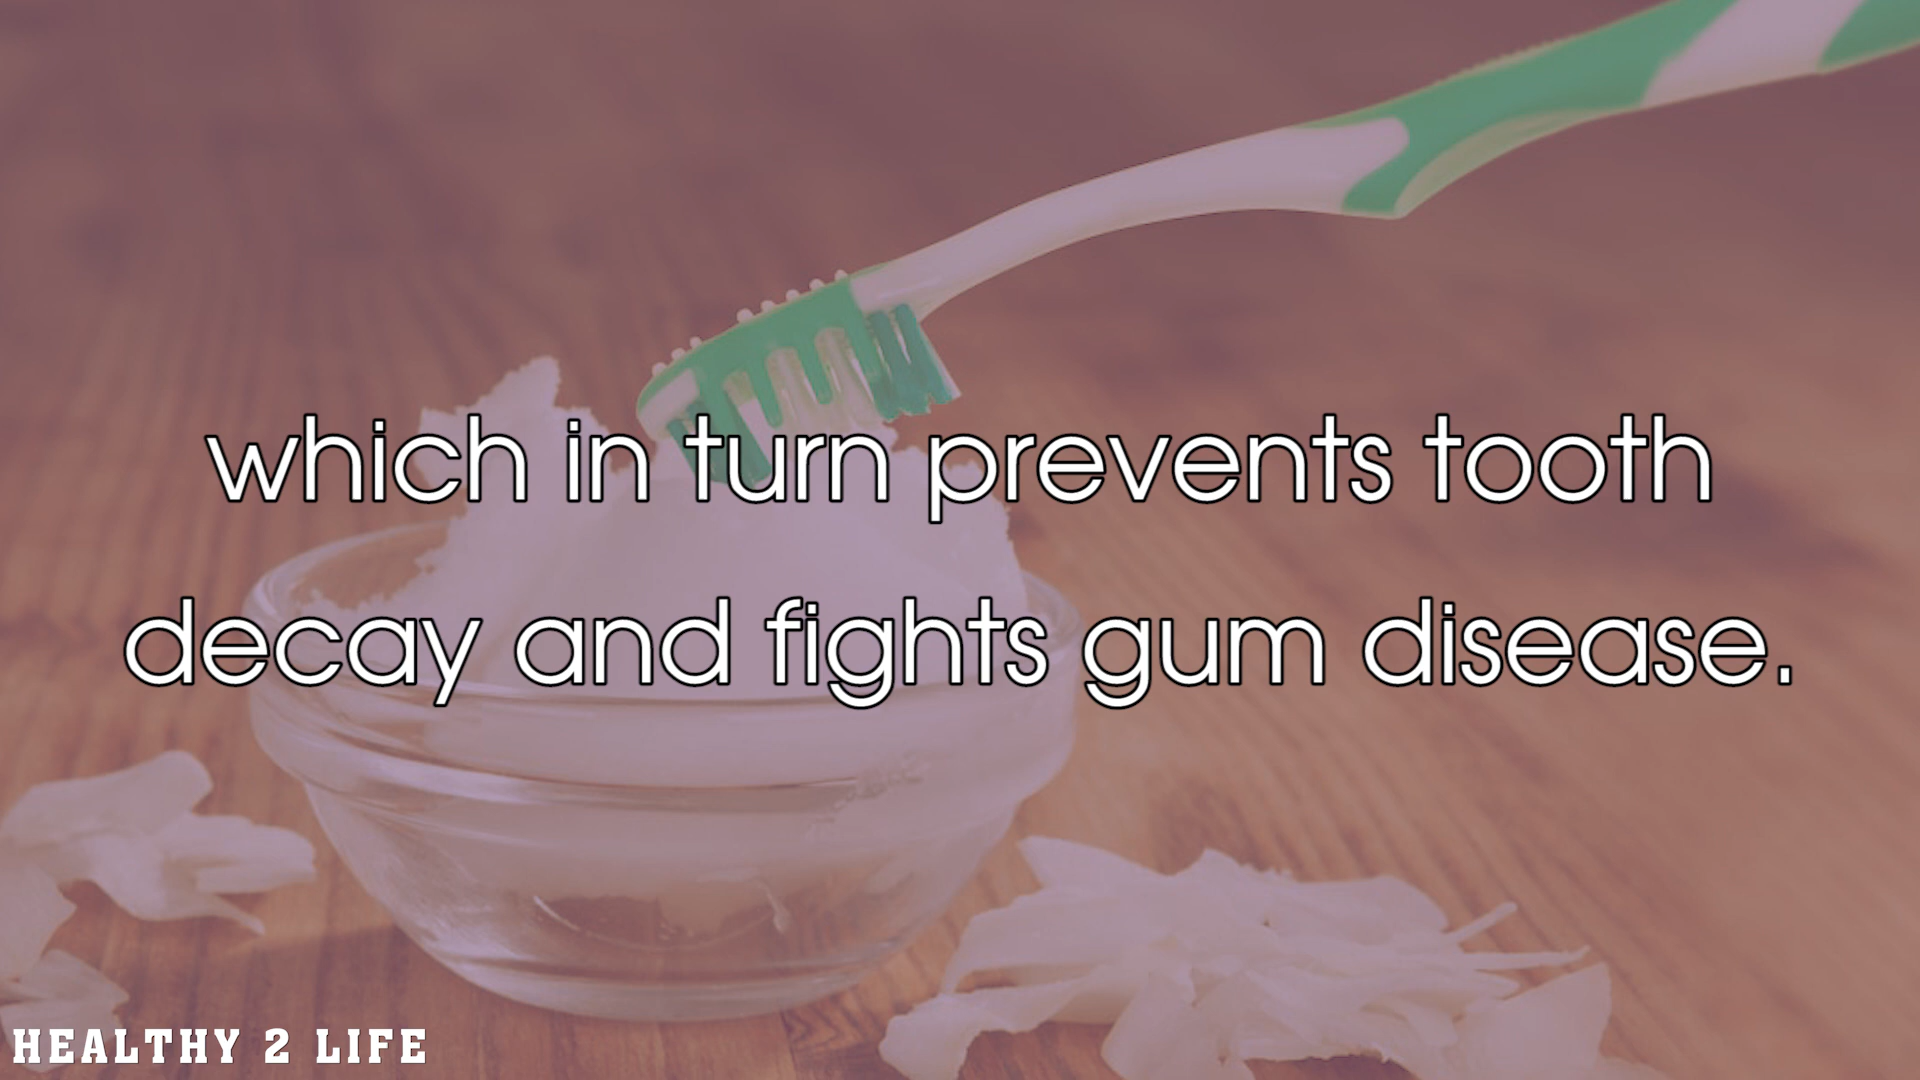 which in turn prevents tooth
decay and fights gum disease.
HEALTHY 2 LIFE